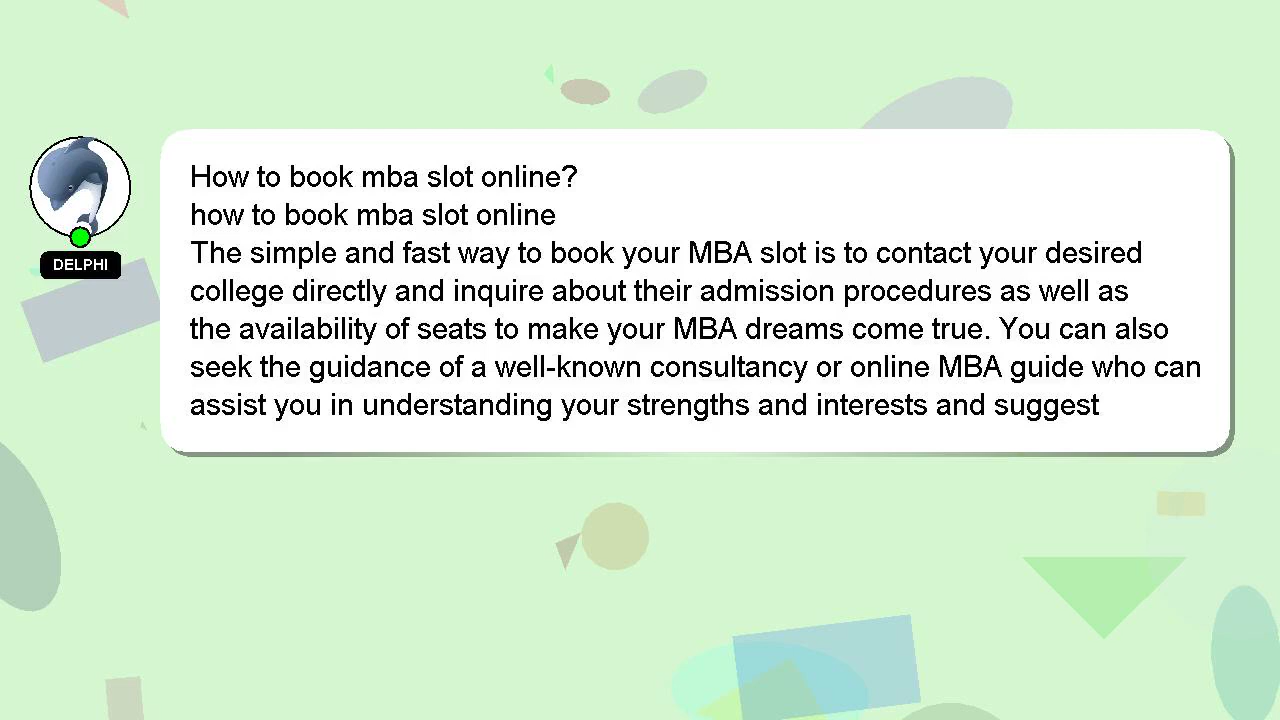 How to book mba slot online?
how to book mba slot online
The simple and fast way to book your MBA slot is to contact your desired
college directly and inquire about their admission procedures as well as
the availability of seats to make your MBA dreams come true. You can also
seek the guidance of a well-known consultancy or online MBA guide who can
assist you in understanding your strengths and interests and suggest
DELPHI